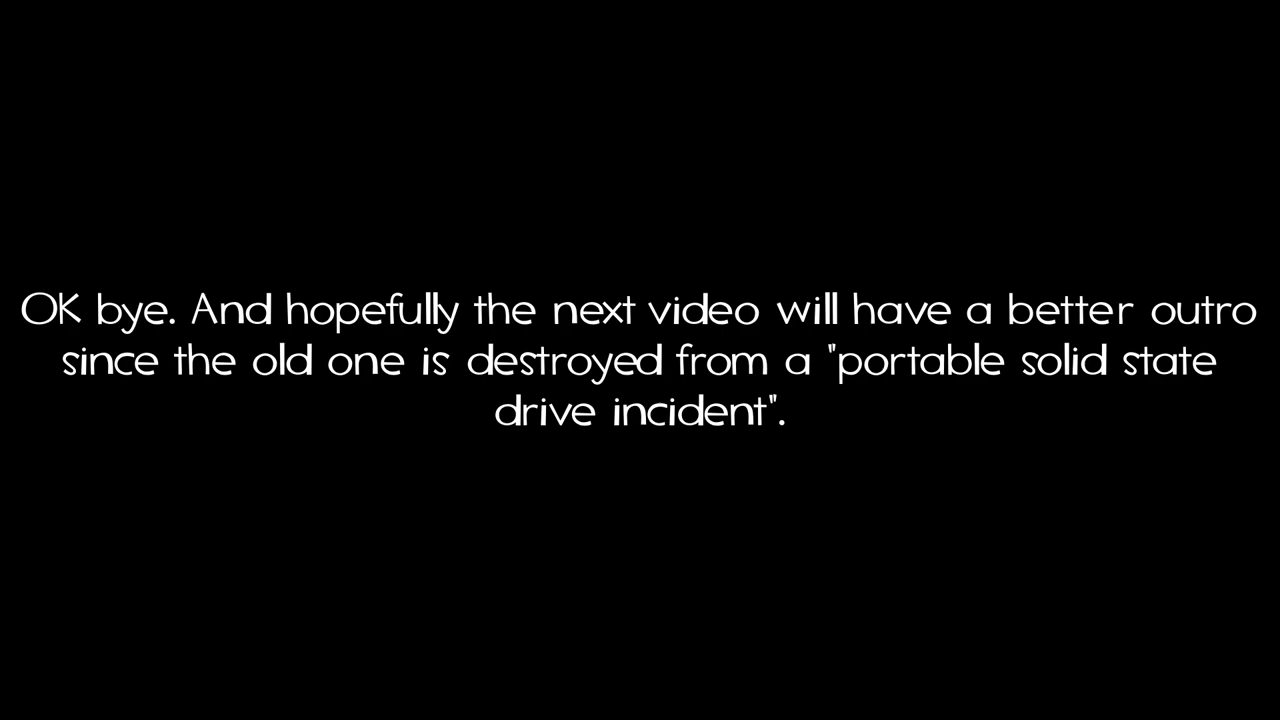 OK bye. And hopefully the next video will have a better outro
since the old one is destroyed from a "portable solid state
drive incident".